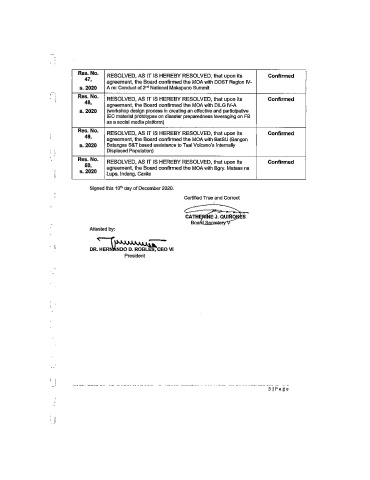 Res. No. 47, s. 2020
RESOLVED, AS IT IS HEREBY RESOLVED, that upon its
agreement, the Board confirmed the MOA with DOST Region IV-
A re: Conduct of 2nd National Makapuno Summit
Confirmed
Res. No. 48, s. 2020
RESOLVED, AS IT IS HEREBY RESOLVED, that upon its
agreement, the Board confirmed the MOA with DILG IV-A
(workshop design process in creating an effective and participative
IEC material prototypes on disaster preparedness leveraging on FB
as a social media platform)
Confirmed
Res. No. 49, s. 2020
RESOLVED, AS IT IS HEREBY RESOLVED, that upon its
agreement, the Board confirmed the MOA with BatSU (Bangon
Batangas S&T based assistance to Taal Volcano's Internally
Displaced Population)
Confirmed
Res. No. 50, s. 2020
RESOLVED, AS IT IS HEREBY RESOLVED, that upon its
agreement, the Board confirmed the MOA with Bgry. Mataas na
Lupa, Indang, Cavite
Confirmed
Signed this 10th day of December 2020.
Certified True and Correct
CATHERINE J. QUIÑONES
Board Secretary V
Attested by:
DR. HERNANDO D. ROBLES, CEO VI
President
3 | Page